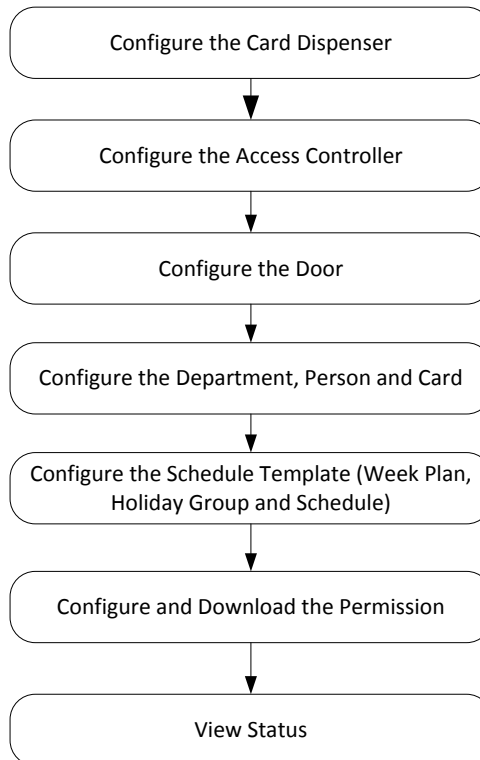 Configure the Card Dispenser
Configure the Access Controller
Configure the Door
Configure the Department, Person and Card
Configure the Schedule Template (Week Plan,
Holiday Group and Schedule)
Configure and Download the Permission
View Status